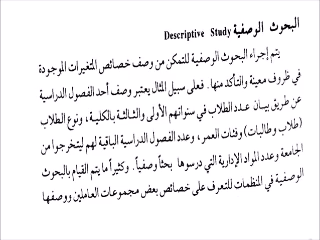 البحوث الوصفية Descriptive Study
يتم إجراء البحوث الوصفية للتمكن من وصف خصائص المتغيرات الموجودة
في ظروف معينة والتأكد منها. فعلى سبيل المثال يعتبر وصف أحد الفصول الدراسية
عن طريق بيان عدد الطلاب في سنواتهم الأولى والثالثة بالكلية، ونوع الطلاب
(طلاب وطالبات) وفئات العمر، وعدد الفصول الدراسية الباقية لهم ليتخرجوا من
الجامعة وعدد المواد الإدارية التي درسوها بحثاً وصفياً. وكثيراً ما يتم القيام بالبحوث
الوصفية في المنظمات للتعرف على خصائص بعض مجموعات العاملين ووصفها